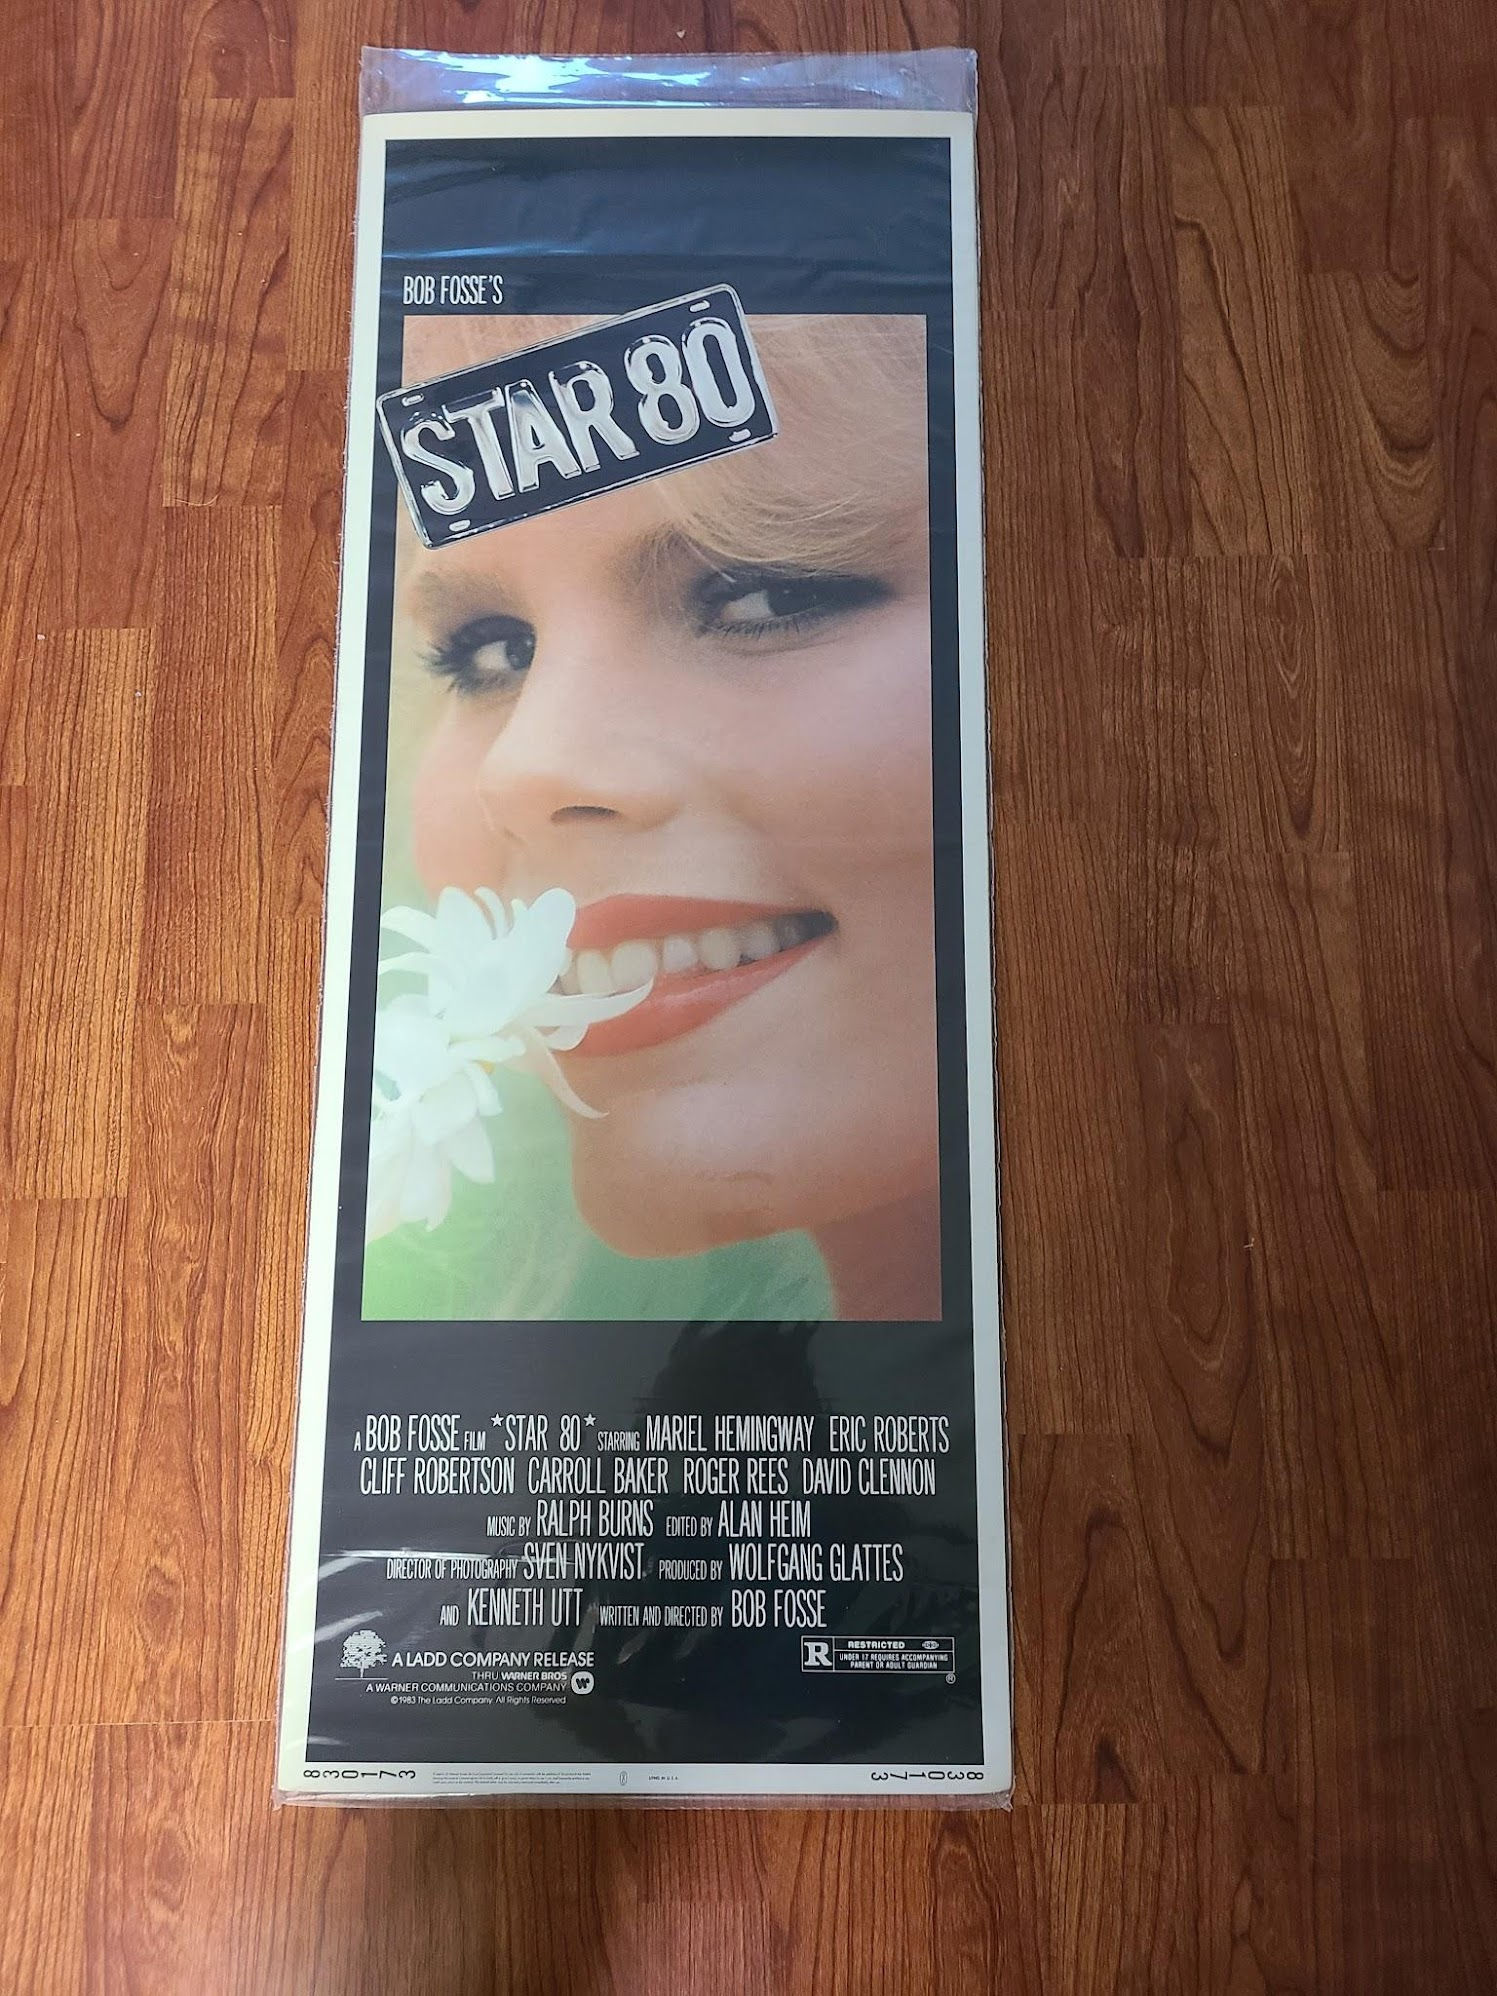 BOB FOSSE'S
STAR 80
A BOB FOSSE FILM *STAR 80* STARRING MARIEL HEMINGWAY ERIC ROBERTS
CLIFF ROBERTSON CARROLL BAKER ROGER REES DAVID CLENNON
MUSIC BY RALPH BURNS EDITED BY ALAN HEIM
DIRECTOR OF PHOTOGRAPHY SVEN NYKVIST PRODUCED BY WOLFGANG GLATTES
AND KENNETH UTT WRITTEN AND DIRECTED BY BOB FOSSE
A LADD COMPANY RELEASE
THRU WARNER BROS
A WARNER COMMUNICATIONS COMPANY
©1983 The Ladd Company. All Rights Reserved
R RESTRICTED
UNDER 17 REQUIRES ACCOMPANYING
PARENT OR ADULT GUARDIAN
®
830173
830173